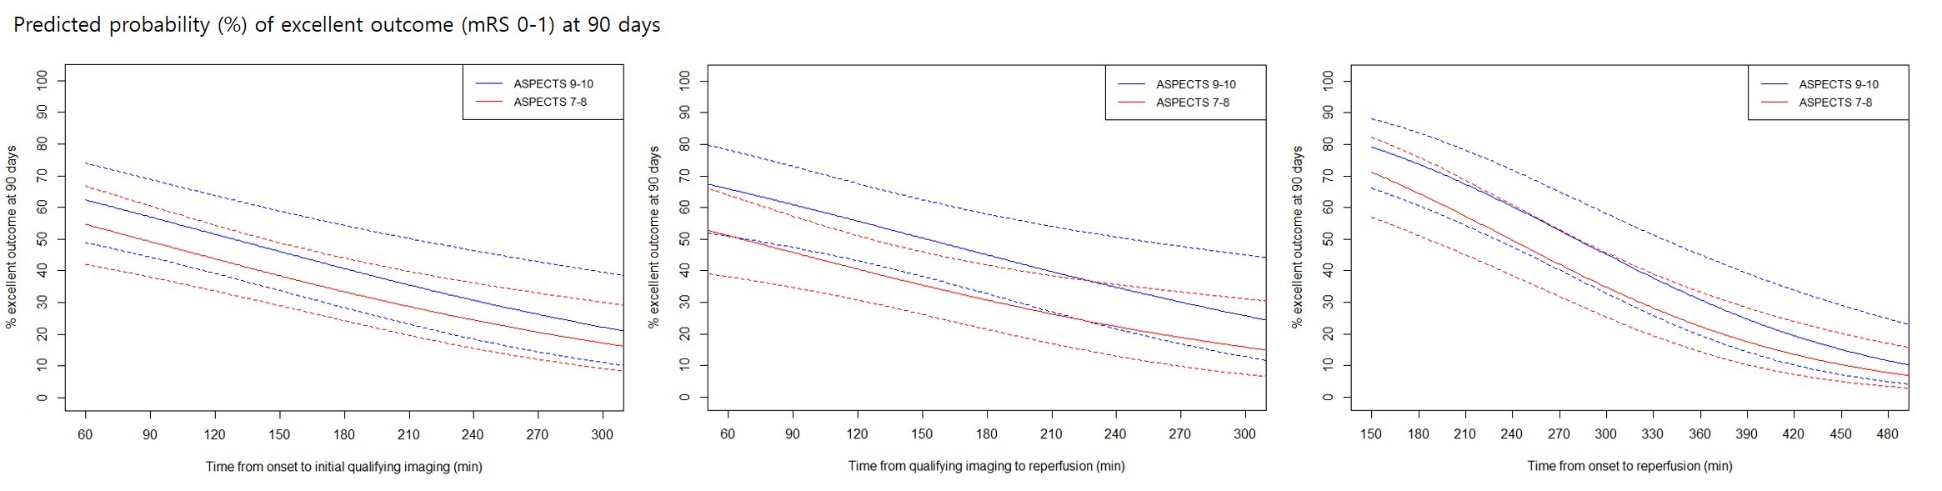 Predicted probability (%) of excellent outcome (mRS 0-1) at 90 days
% excellent outcome at 90 days
100
90
80
70
60
50
40
30
20
10
0
ASPECTS 9-10
ASPECTS 7-8
60 90 120 150 180 210 240 270 300
Time from onset to initial qualifying imaging (min)
% excellent outcome at 90 days
100
90
80
70
60
50
40
30
20
10
0
ASPECTS 9-10
ASPECTS 7-8
60 90 120 150 180 210 240 270 300
Time from qualifying imaging to reperfusion (min)
% excellent outcome at 90 days
100
90
80
70
60
50
40
30
20
10
0
ASPECTS 9-10
ASPECTS 7-8
150 180 210 240 270 300 330 360 390 420 450 480
Time from onset to reperfusion (min)